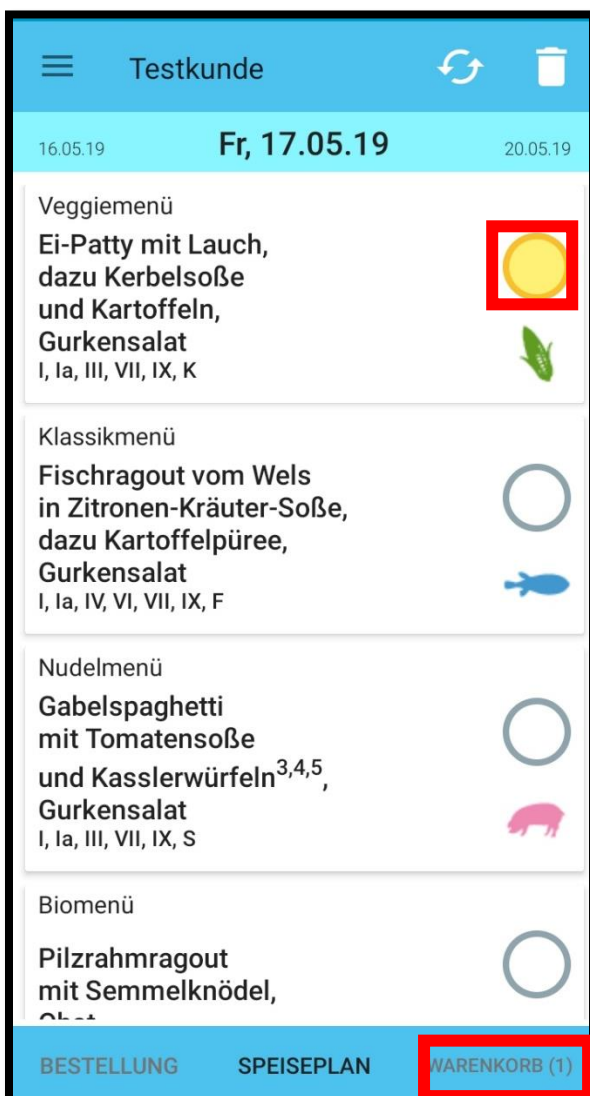 Testkunde
16.05.19 Fr, 17.05.19 20.05.19
Veggiemenü
Ei-Patty mit Lauch,
dazu Kerbelsoße
und Kartoffeln,
Gurkensalat
I, Ia, III, VII, IX, K
Klassikmenü
Fischragout vom Wels
in Zitronen-Kräuter-Soße,
dazu Kartoffelpüree,
Gurkensalat
I, Ia, IV, VI, VII, IX, F
Nudelmenü
Gabelspaghetti
mit Tomatensoße
und Kasslerwürfeln3,4,5,
Gurkensalat
I, Ia, III, VII, IX, S
Biomenü
Pilzrahmragout
mit Semmelknödel,
BESTELLUNG SPEISEPLAN WARENKORB (1)